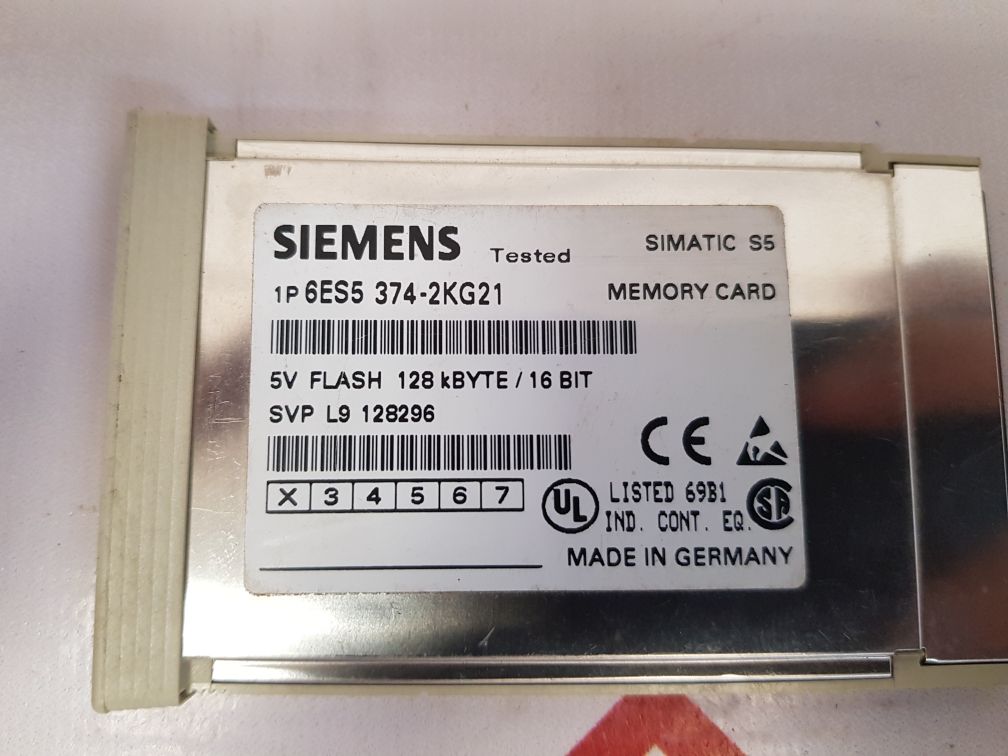 SIEMENS Tested SIMATIC S5
1P 6ES5 374-2KG21 MEMORY CARD
5V FLASH 128 kBYTE / 16 BIT
SVP L9 128296
CE
X 3 4 5 6 7
UL LISTED 69B1 SA
IND. CONT. EQ.
MADE IN GERMANY